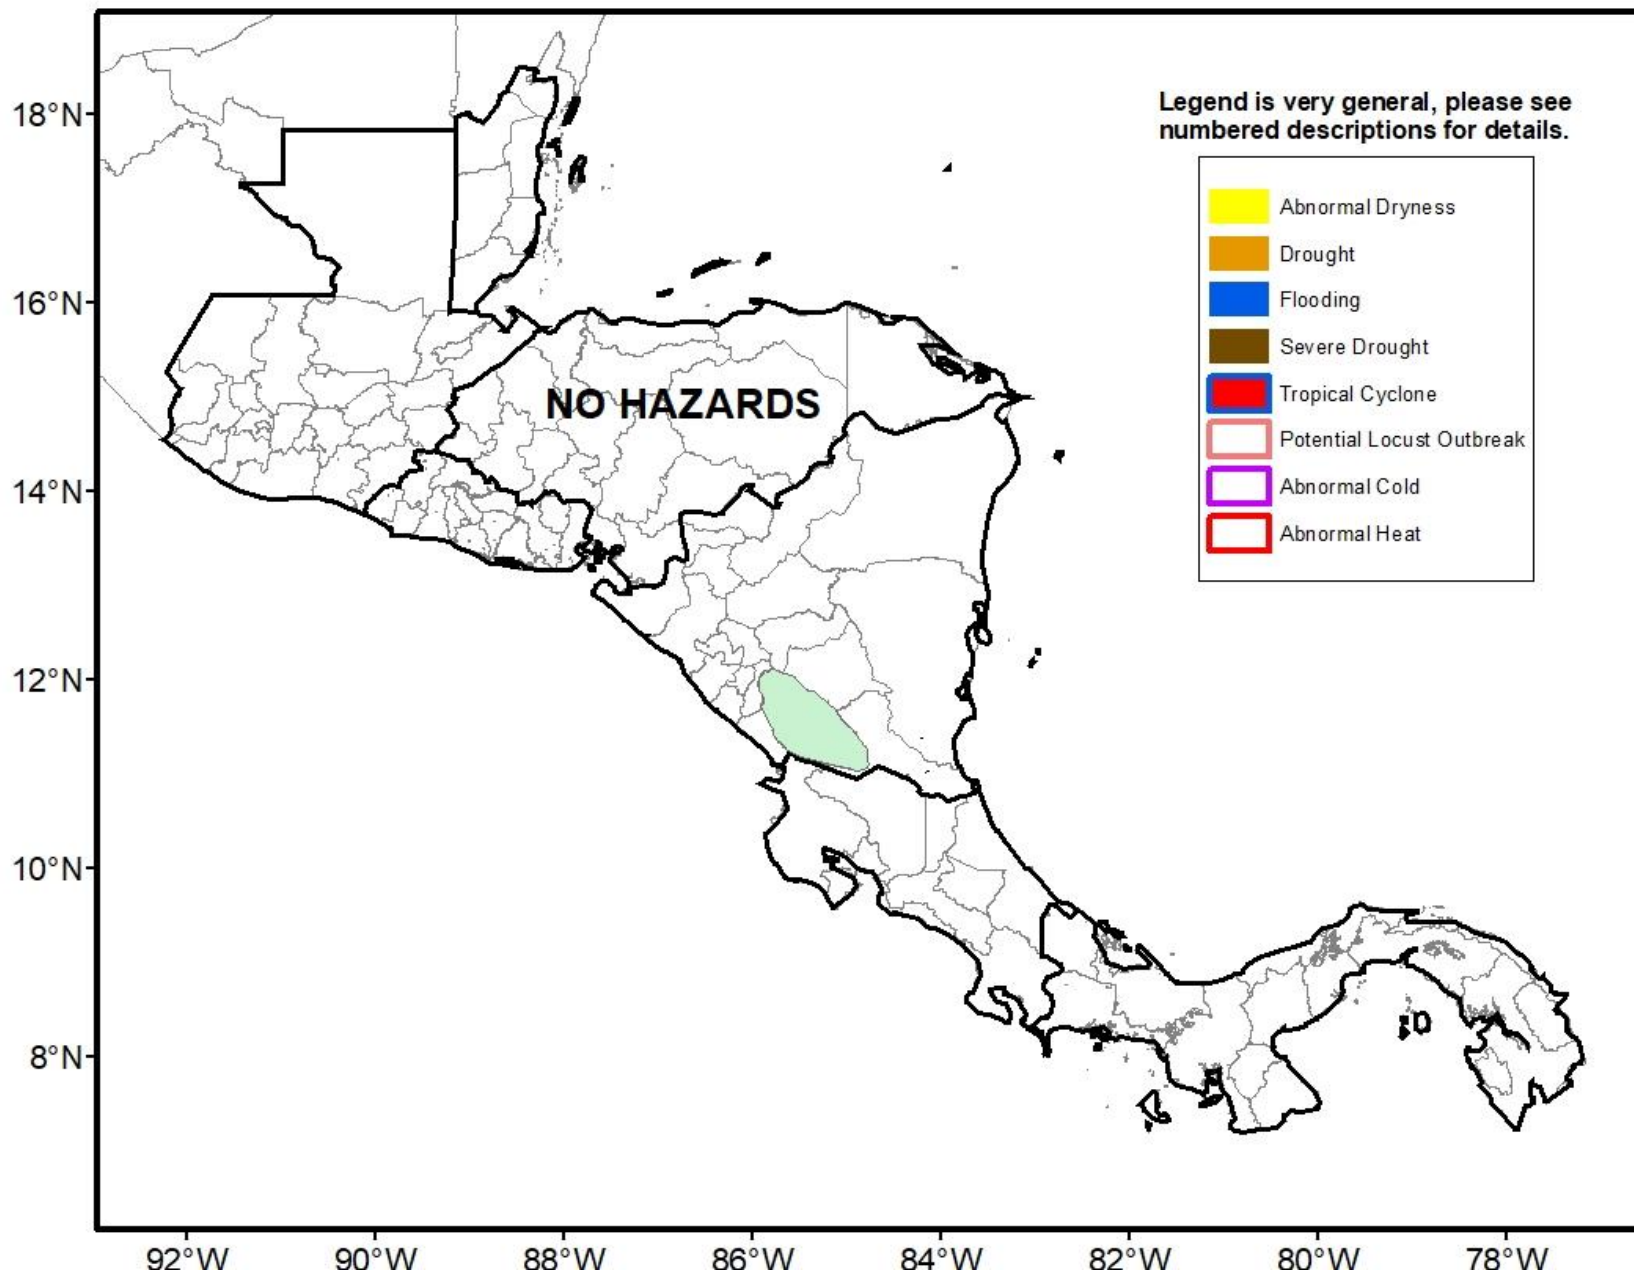 Legend is very general, please see
numbered descriptions for details.
18°N
16°N
14°N
12°N
10°N
8°N
Abnormal Dryness
Drought
Flooding
Severe Drought
Tropical Cyclone
Potential Locust Outbreak
Abnormal Cold
Abnormal Heat
NO HAZARDS
92°W 90°W 88°W 86°W 84°W 82°W 80°W 78°W